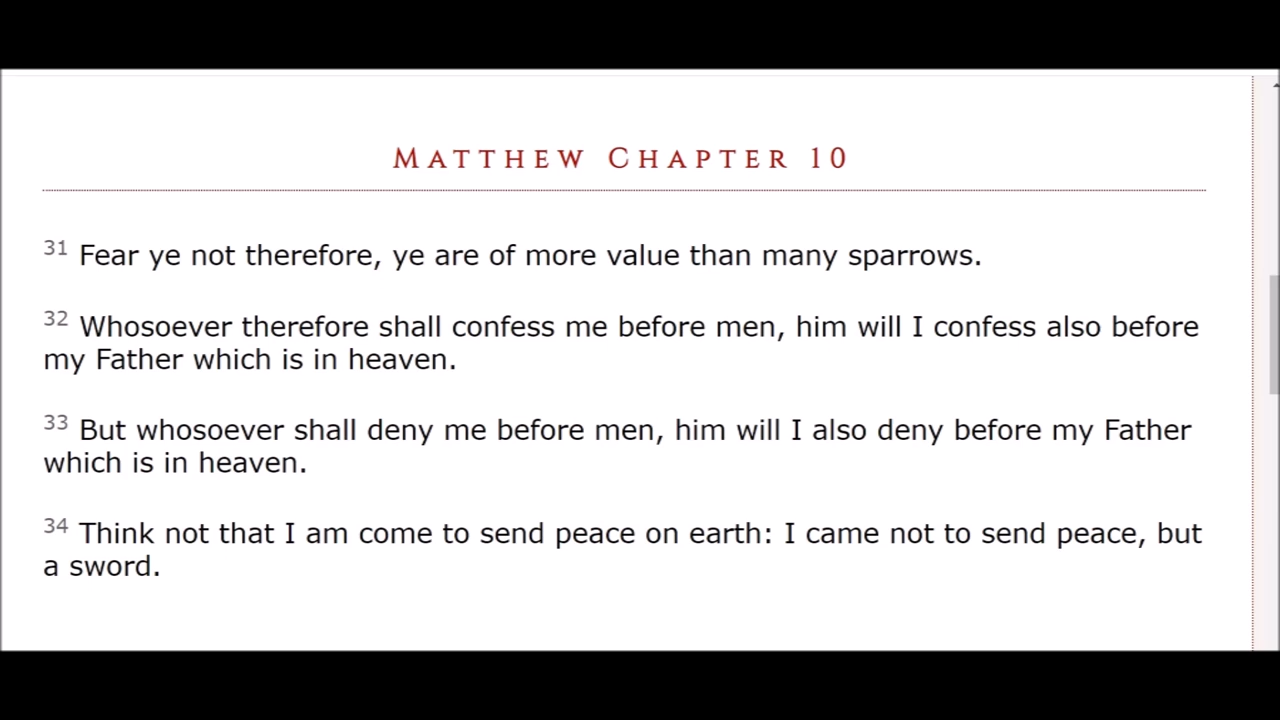 Matthew Chapter 10
31 Fear ye not therefore, ye are of more value than many sparrows.
32 Whosoever therefore shall confess me before men, him will I confess also before
my Father which is in heaven.
33 But whosoever shall deny me before men, him will I also deny before my Father
which is in heaven.
34 Think not that I am come to send peace on earth: I came not to send peace, but
a sword.